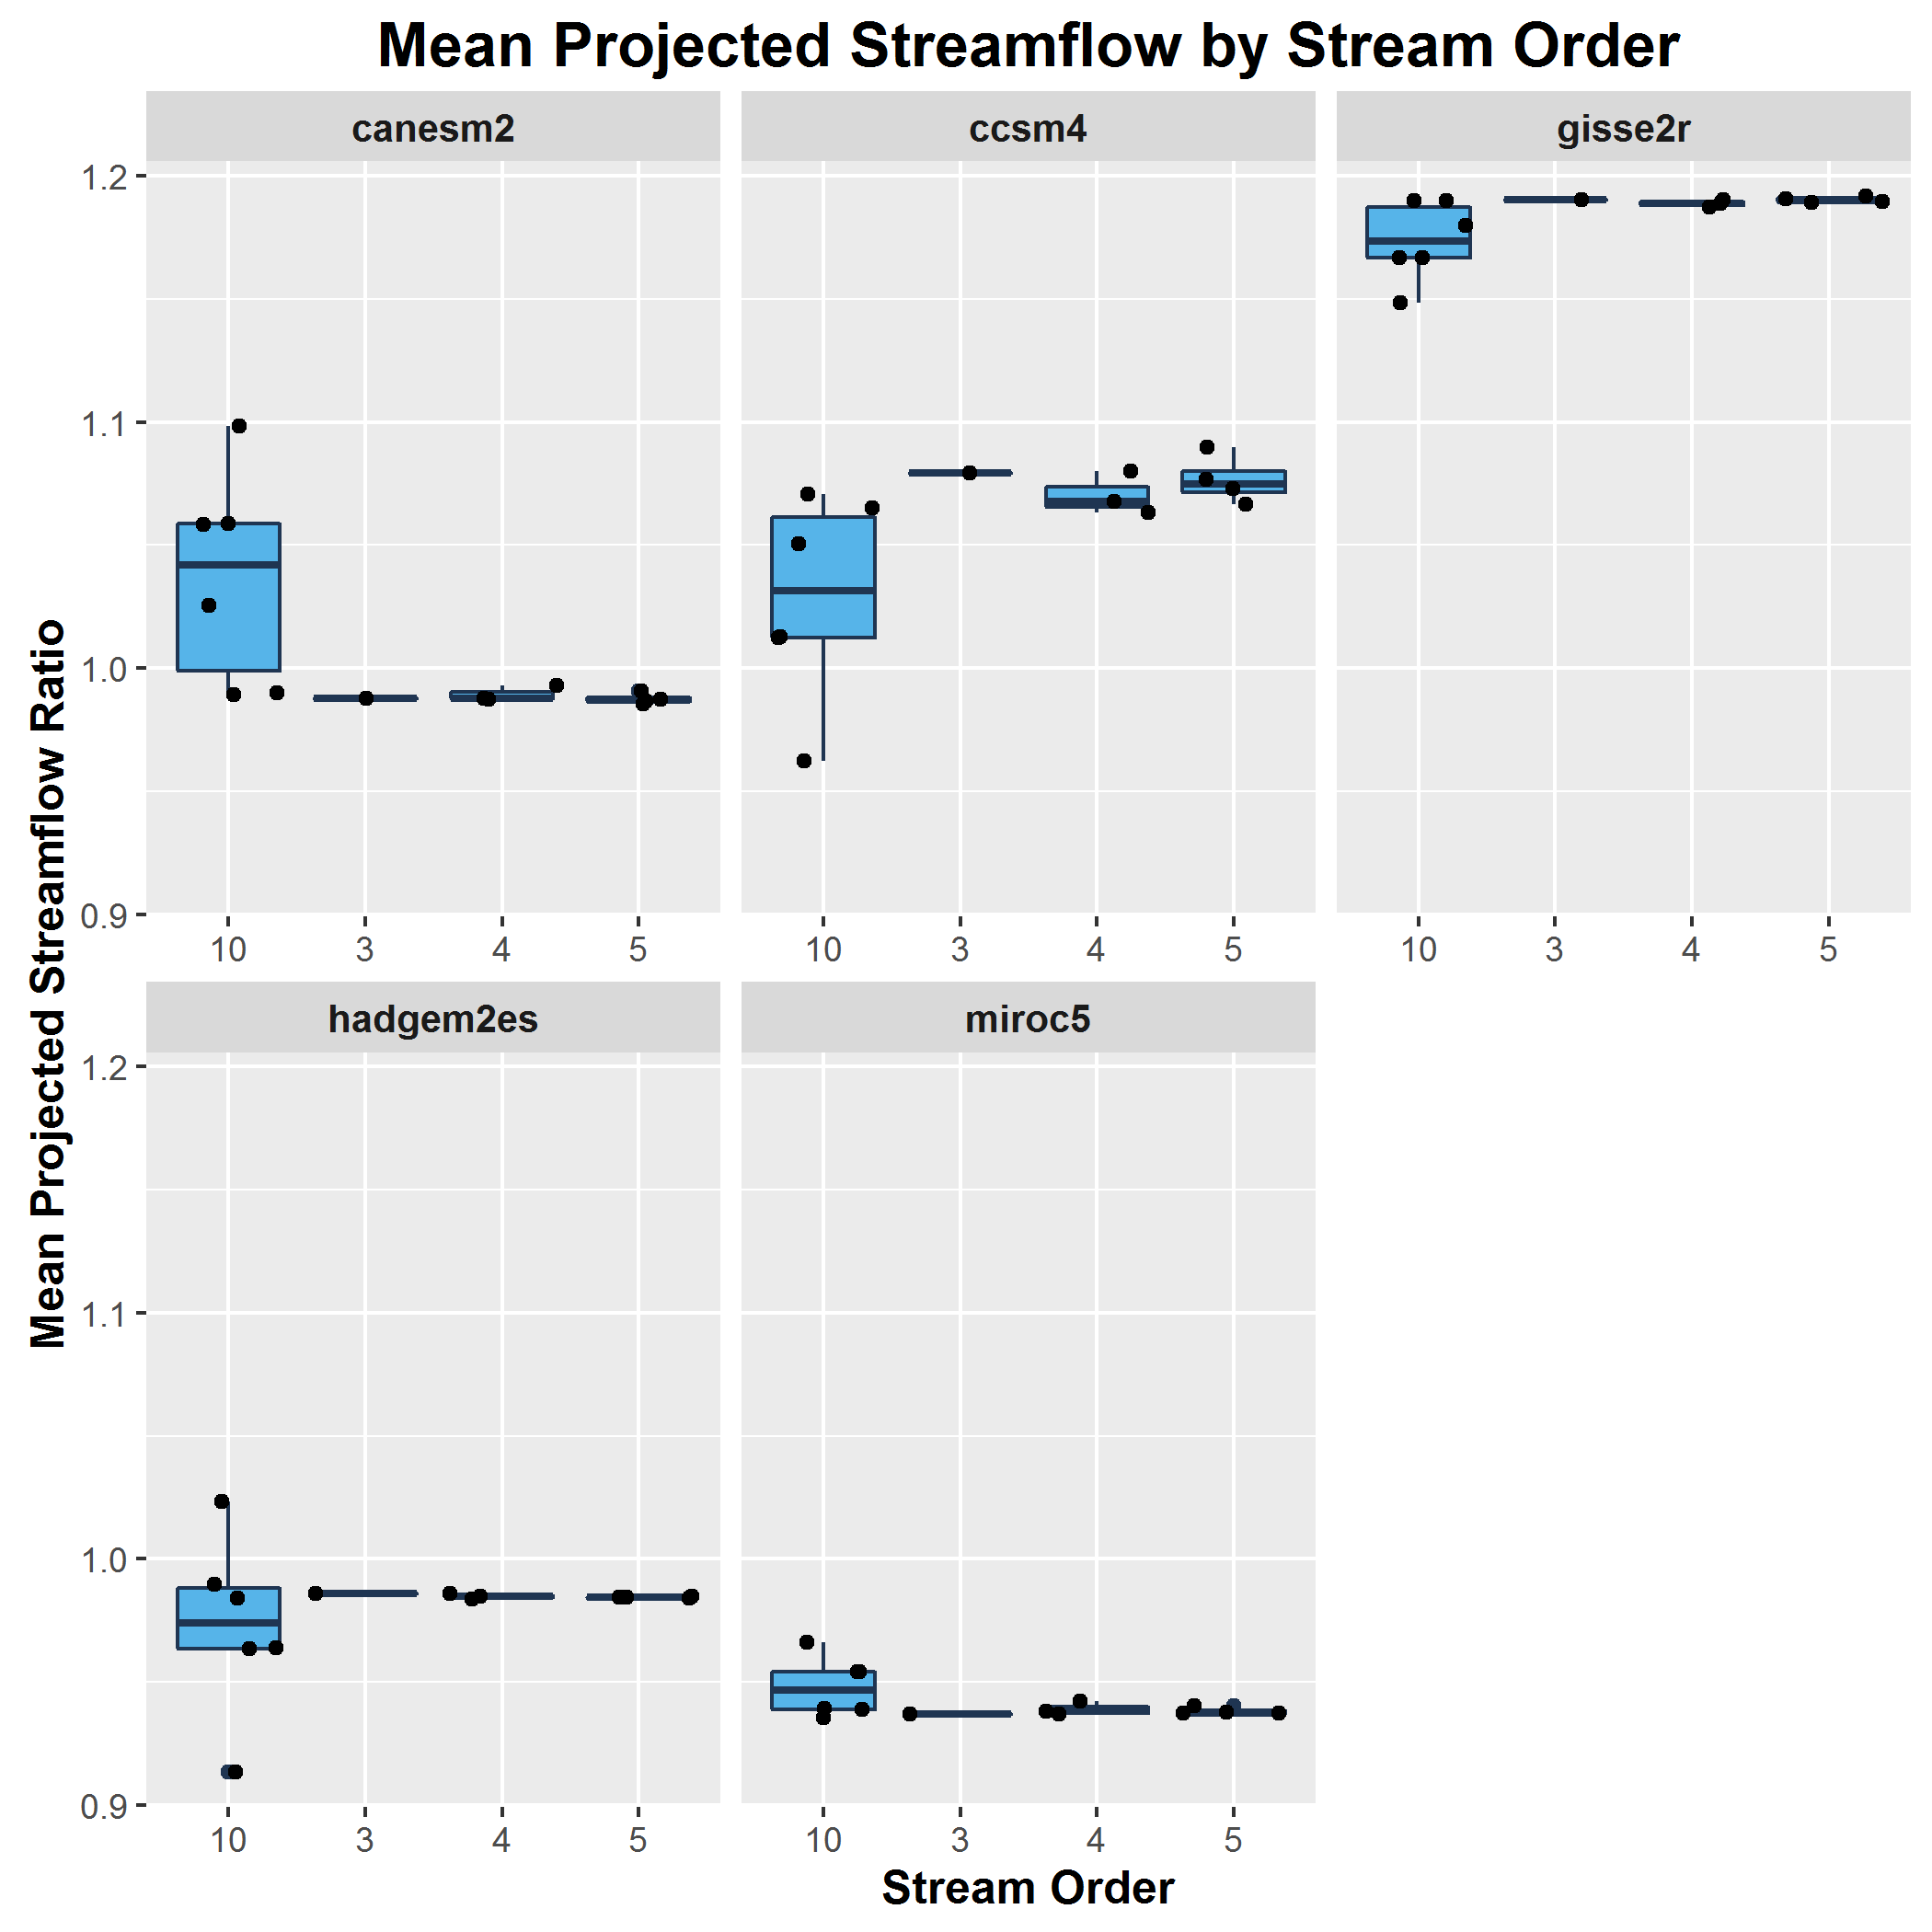 Mean Projected Streamflow by Stream Order
canesm2
ccsm4
gisse2r
1.2
1.1
1.0
0.9
10 3 4 5
10 3 4 5
10 3 4 5
Mean Projected Streamflow Ratio
hadgem2es
miroc5
1.2
1.1
1.0
0.9
10 3 4 5
10 3 4 5
Stream Order